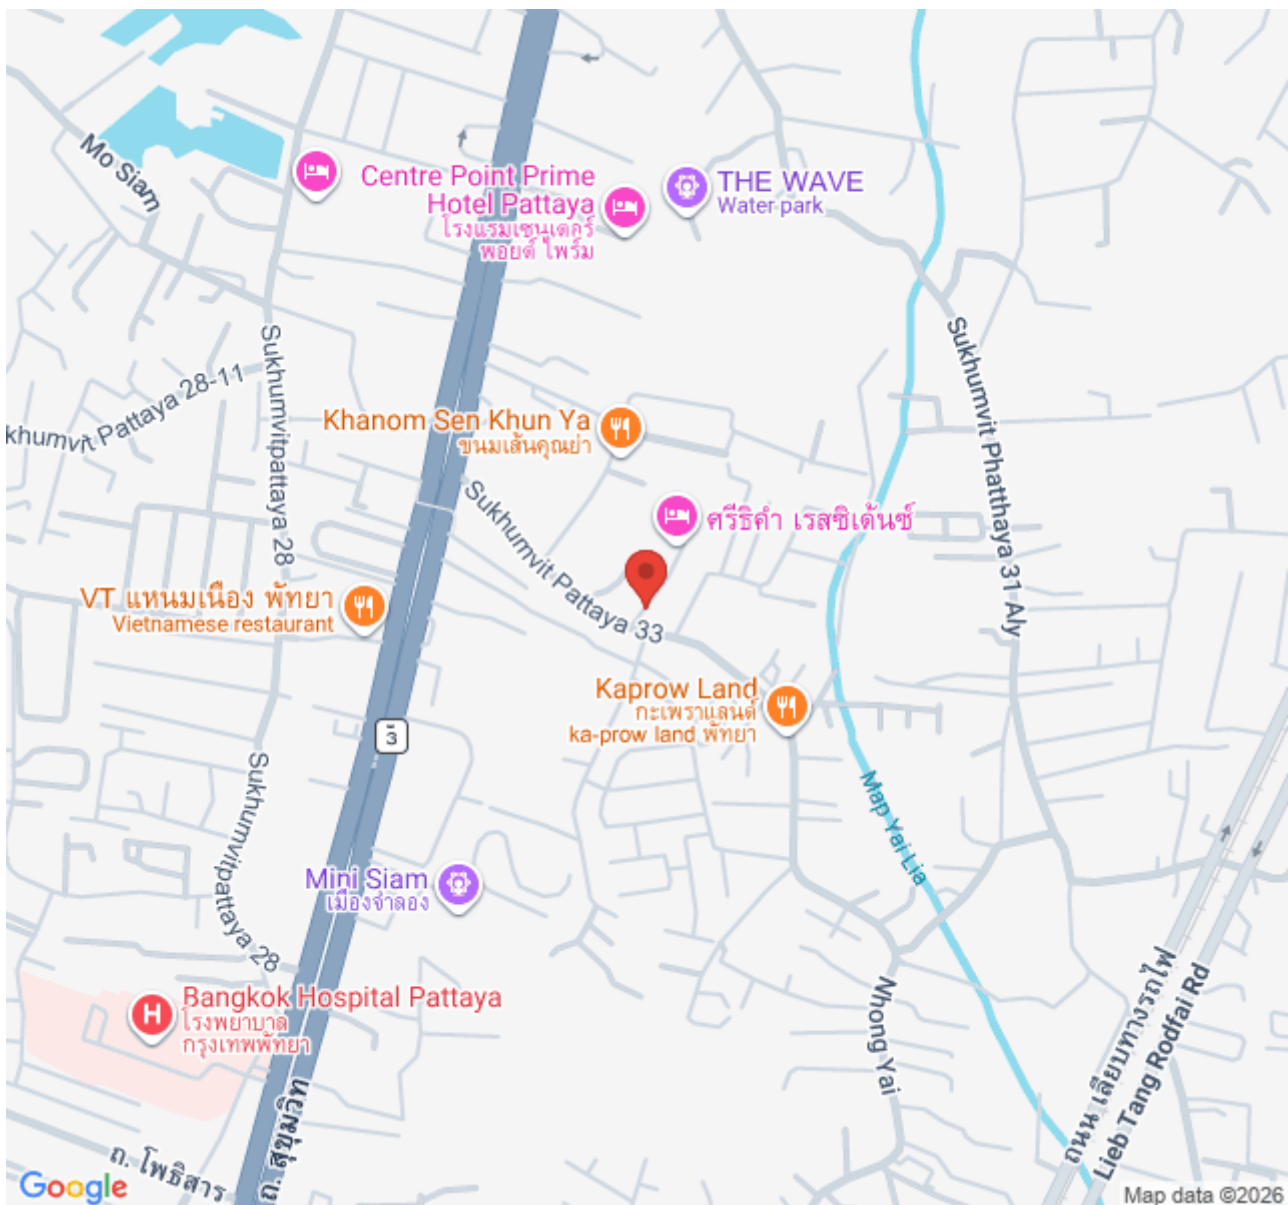 Mo Siam
Centre Point Prime
Hotel Pattaya
โรงแรมเซนเตอร์
พอยต์ ไพร์ม
THE WAVE
Water park
Sukhumvitpattaya 28
khumvit Pattaya 28-11
Khanom Sen Khun Ya
ขนมเส้นคุณย่า
Sukhumvit Phatthaya 31 Aly
Sukhumvit Pattaya 33
ศรีธิคำ เรสซิเด้นซ์
VT แหนมเนือง พัทยา
Vietnamese restaurant
Kaprow Land
กะเพราแลนด์
ka-prow land พัทยา
3
Sukhumvitpattaya 28
Map Yai Lia
Mini Siam
เมืองจำลอง
Bangkok Hospital Pattaya
โรงพยาบาล
กรุงเทพพัทยา
Nhong Yai
ถนน เลียบทางรถไฟ
Lieb Tang Rodfai Rd
ถ. สุขุมวิท
ถ. โพธิสาร
Google
Map data ©2026